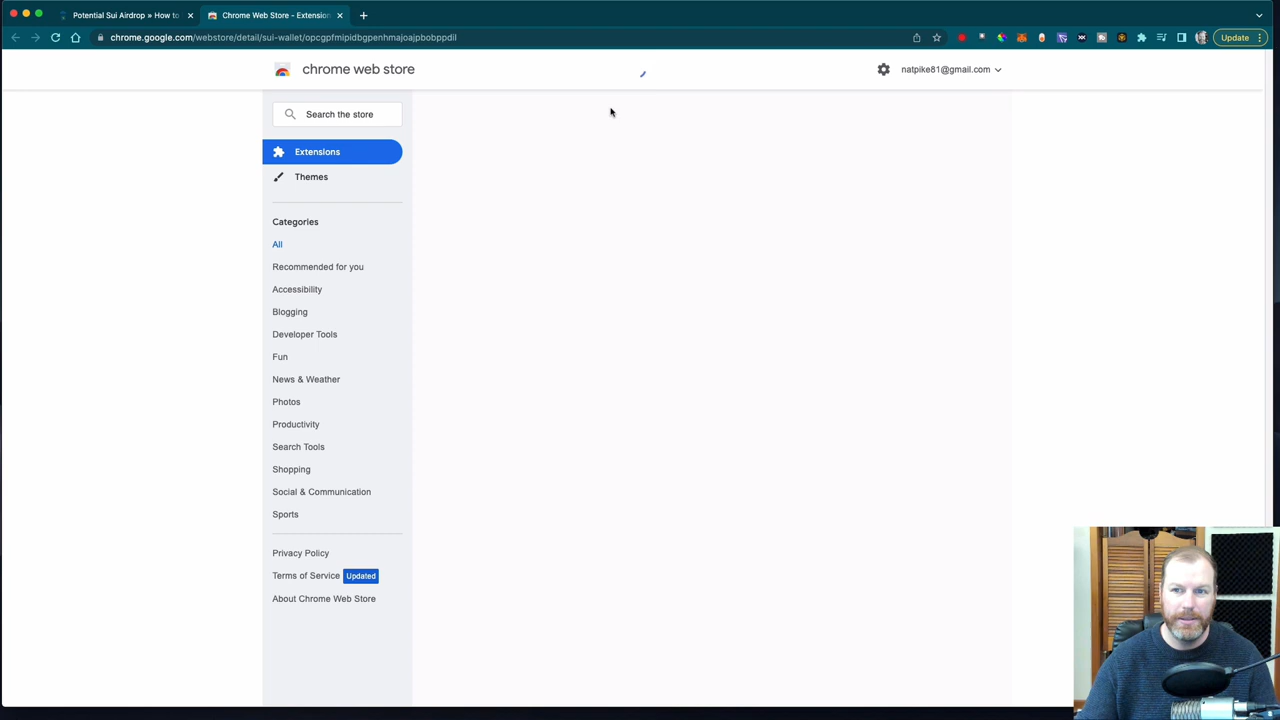 Potential Sui Airdrop » How to
Chrome Web Store - Extension
chrome.google.com/webstore/detail/sui-wallet/opcgpfmipidbgpenhmajoajpbobppdil
Update
chrome web store
natpike81@gmail.com
Search the store
Extensions
Themes
Categories
All
Recommended for you
Accessibility
Blogging
Developer Tools
Fun
News & Weather
Photos
Productivity
Search Tools
Shopping
Social & Communication
Sports
Privacy Policy
Terms of Service Updated
About Chrome Web Store